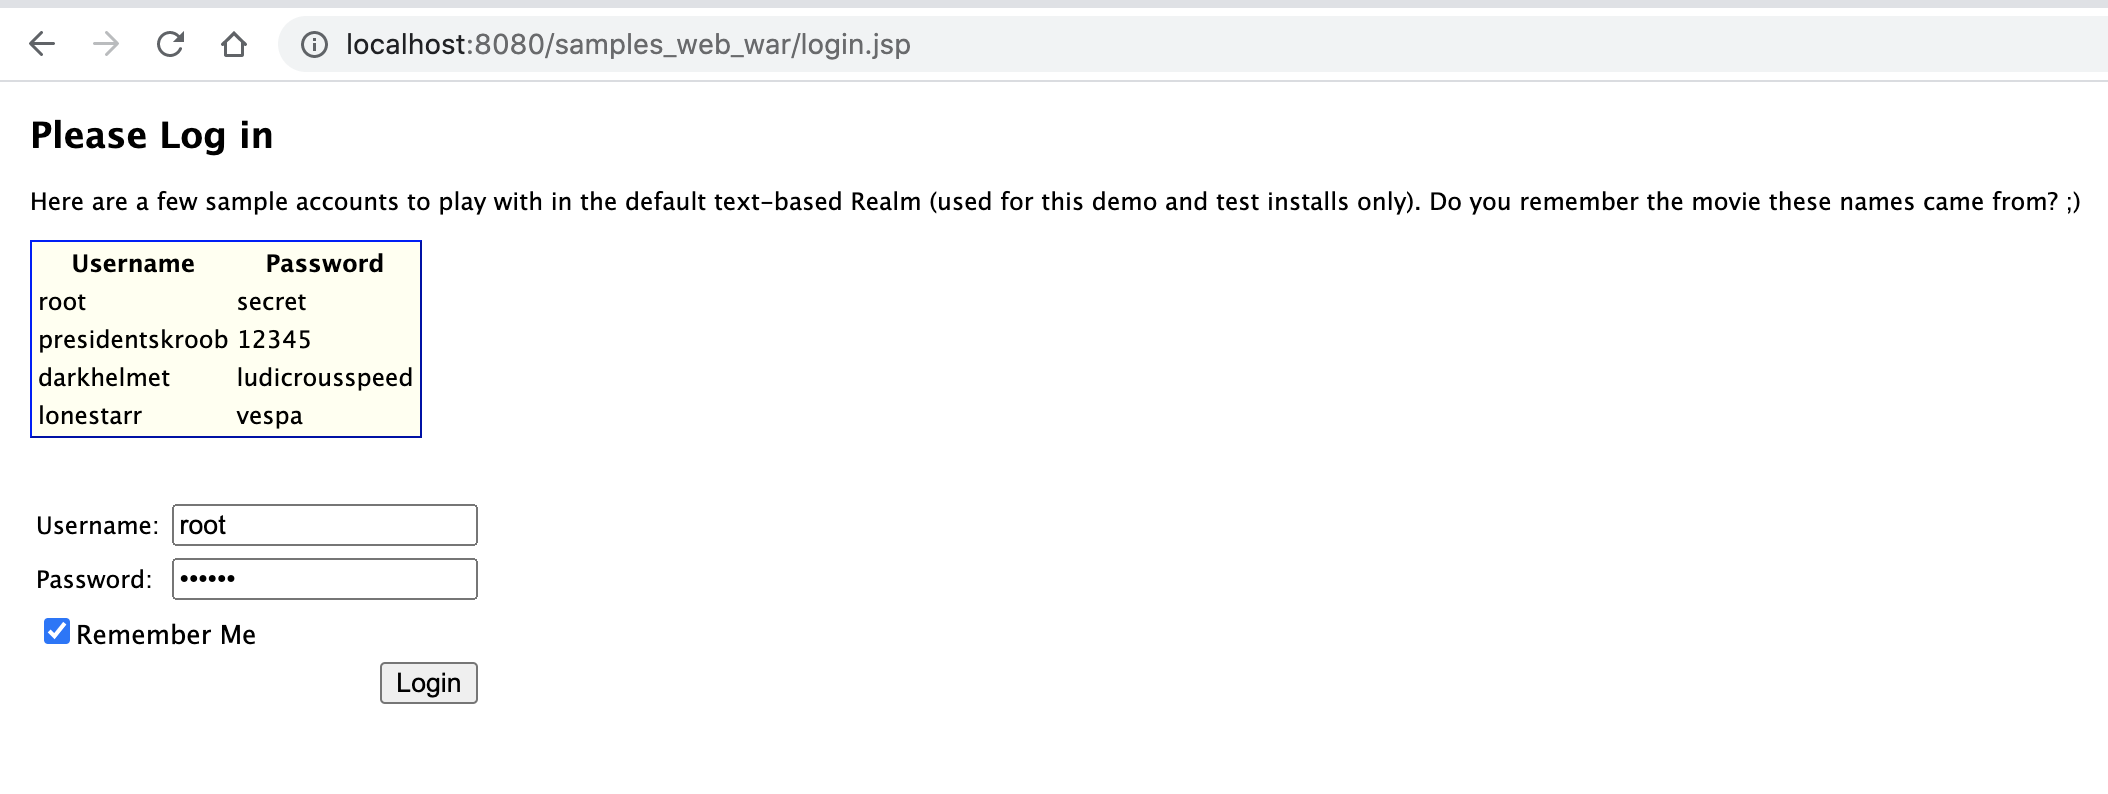 localhost:8080/samples_web_war/login.jsp
Please Log in
Here are a few sample accounts to play with in the default text-based Realm (used for this demo and test installs only). Do you remember the movie these names came from? ;)
Username Password
root secret
presidentskroob 12345
darkhelmet ludicrousspeed
lonestarr vespa
Username: root
Password: ••••••
Remember Me
Login